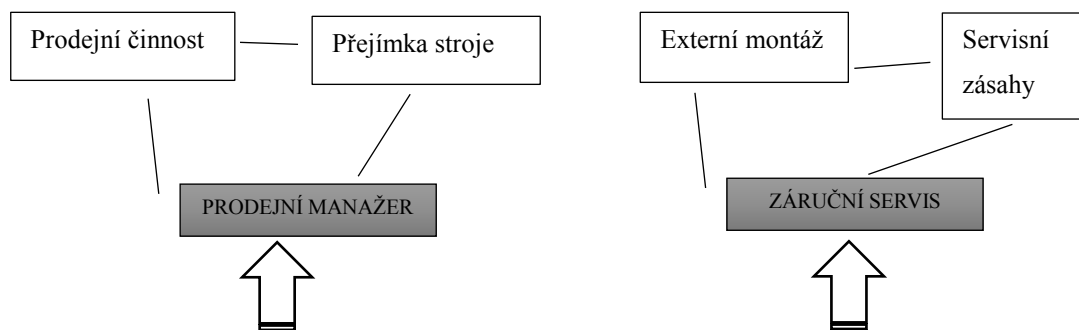 Prodejní činnost
Přejímka stroje
Externí montáž
Servisní
zásahy
PRODEJNÍ MANAŽER
ZÁRUČNÍ SERVIS